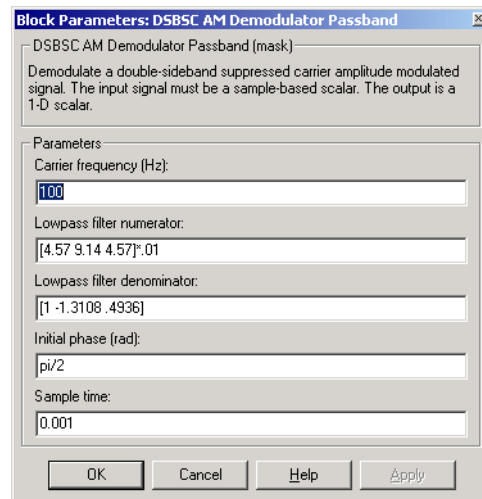 Block Parameters: DSBSC AM Demodulator Passband
DSBSC AM Demodulator Passband (mask)
Demodulate a double-sideband suppressed carrier amplitude modulated
signal. The input signal must be a sample-based scalar. The output is a
1-D scalar.
Parameters
Carrier frequency (Hz):
100
Lowpass filter numerator:
[4.57 9.14 4.57]*.01
Lowpass filter denominator:
[1 -1.3108 .4936]
Initial phase (rad):
pi/2
Sample time:
0.001
OK Cancel Help Apply